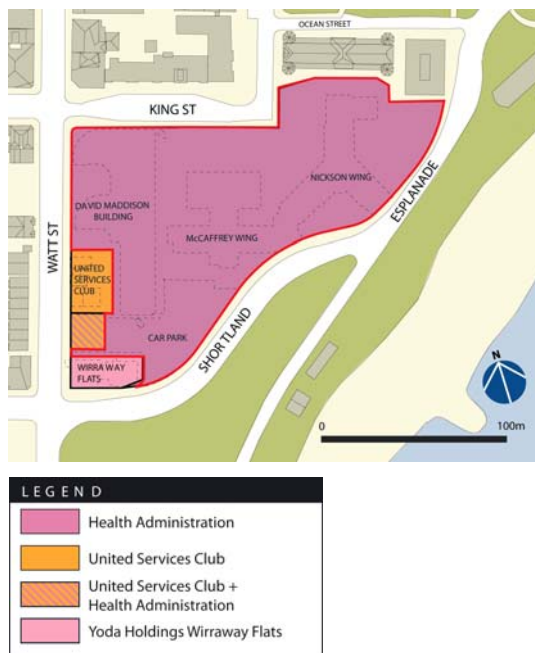 OCEAN STREET
KING ST
NICKSON WING
ESPLANADE
DAVID MADDISON
BUILDING
McCAFFREY WING
WATT ST
UNITED
SERVICES
CLUB
CAR PARK
SHORTLAND
WIRRA WAY
FLATS
N
0 100m
LEGEND
Health Administration
United Services Club
United Services Club +
Health Administration
Yoda Holdings Wirraway Flats